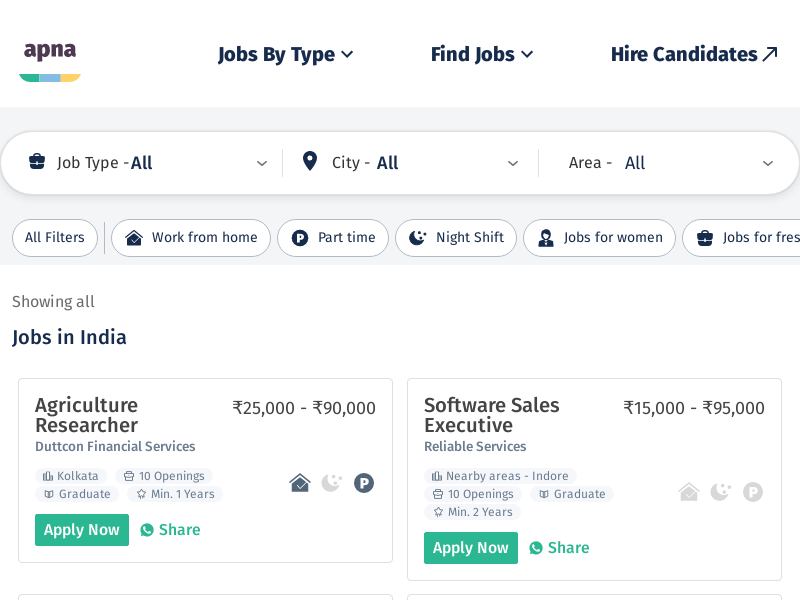 apna
Jobs By Type
Find Jobs
Hire Candidates
Job Type - All
City - All
Area - All
All Filters
Work from home
Part time
Night Shift
Jobs for women
Jobs for fres
Showing all
Jobs in India
Agriculture
Researcher
₹25,000 - ₹90,000
Duttcon Financial Services
Kolkata
10 Openings
Graduate
Min. 1 Years
P
Apply Now
Share
Software Sales
Executive
₹15,000 - ₹95,000
Reliable Services
Nearby areas - Indore
10 Openings
Graduate
Min. 2 Years
P
Apply Now
Share